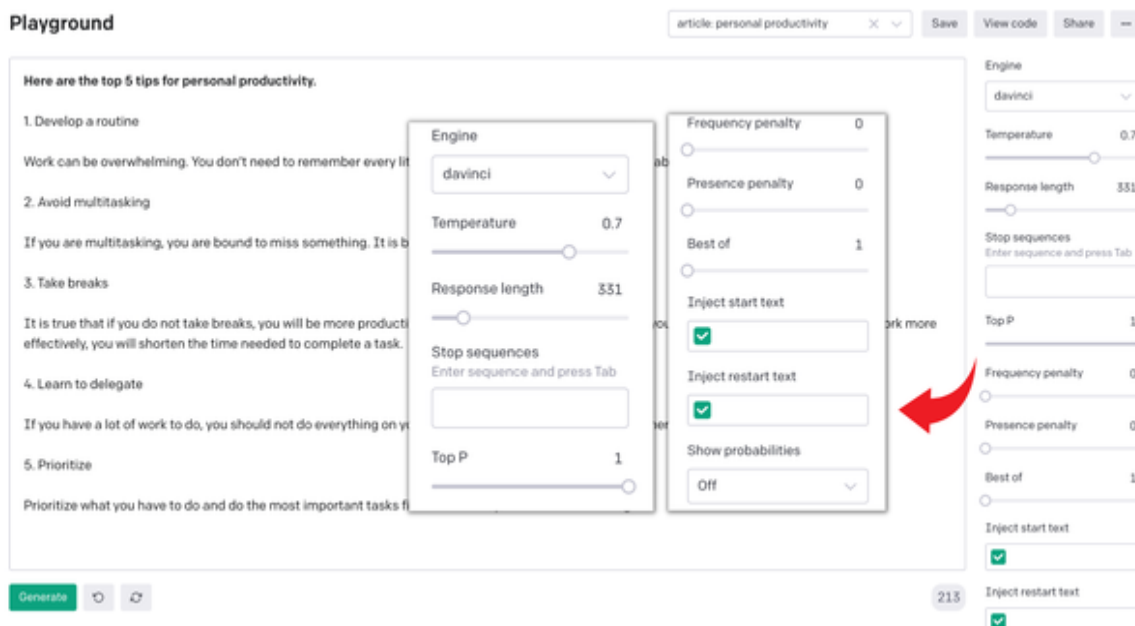 Playground
article: personal productivity
Save
View code
Share
Here are the top 5 tips for personal productivity.
1. Develop a routine
Work can be overwhelming. You don't need to remember every
2. Avoid multitasking
If you are multitasking, you are bound to miss something. It is
3. Take breaks
It is true that if you do not take breaks, you will be more
more
effectively, you will shorten the time needed to complete a task.
4. Learn to delegate
If you have a lot of work to do, you should not do everything on
5. Prioritize
Prioritize what you have to do and do the most important tasks
Generate
213
Engine
davinci
Temperature 0.7
Response length 331
Stop sequences
Enter sequence and press Tab
Top P 1
Frequency penalty 0
Presence penalty 0
Best of 1
Inject start text
Inject restart text
Show probabilities
Off
Engine
davinci
Temperature 0.7
Response length 331
Stop sequences
Enter sequence and press Tab
Top P 1
Frequency penalty 0
Presence penalty 0
Best of 1
Inject start text
Inject restart text